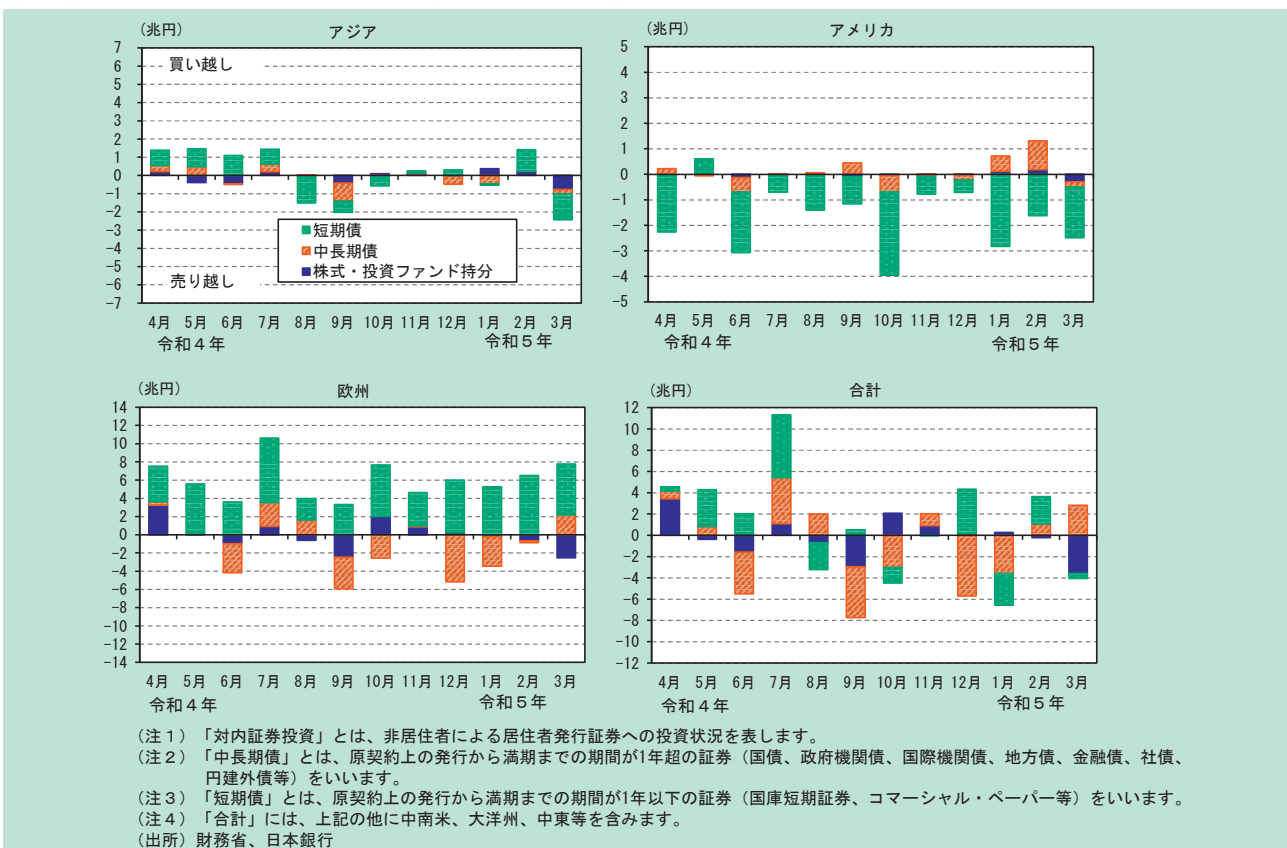 (兆円)
アジア
7
6
5
4
3
2
1
0
−1
−2
−3
−4
−5
−6
−7
買い越し
売り越し
短期債
中長期債
株式・投資ファンド持分
4月 5月 6月 7月 8月 9月 10月 11月 12月 1月 2月 3月
令和4年 令和5年
(兆円)
アメリカ
5
4
3
2
1
0
−1
−2
−3
−4
−5
4月 5月 6月 7月 8月 9月 10月 11月 12月 1月 2月 3月
令和4年 令和5年
(兆円)
欧州
14
12
10
8
6
4
2
0
−2
−4
−6
−8
−10
−12
−14
4月 5月 6月 7月 8月 9月 10月 11月 12月 1月 2月 3月
令和4年 令和5年
(兆円)
合計
12
10
8
6
4
2
0
−2
−4
−6
−8
−10
−12
4月 5月 6月 7月 8月 9月 10月 11月 12月 1月 2月 3月
令和4年 令和5年
(注1)「対内証券投資」とは、非居住者による居住者発行証券への投資状況を表します。
(注2)「中長期債」とは、原契約上の発行から満期までの期間が1年超の証券(国債、政府機関債、国際機関債、地方債、金融債、社債、
円建外債等)をいいます。
(注3)「短期債」とは、原契約上の発行から満期までの期間が1年以下の証券(国庫短期証券、コマーシャル・ペーパー等)をいいます。
(注4)「合計」には、上記の他に中南米、大洋州、中東等を含みます。
(出所)財務省、日本銀行